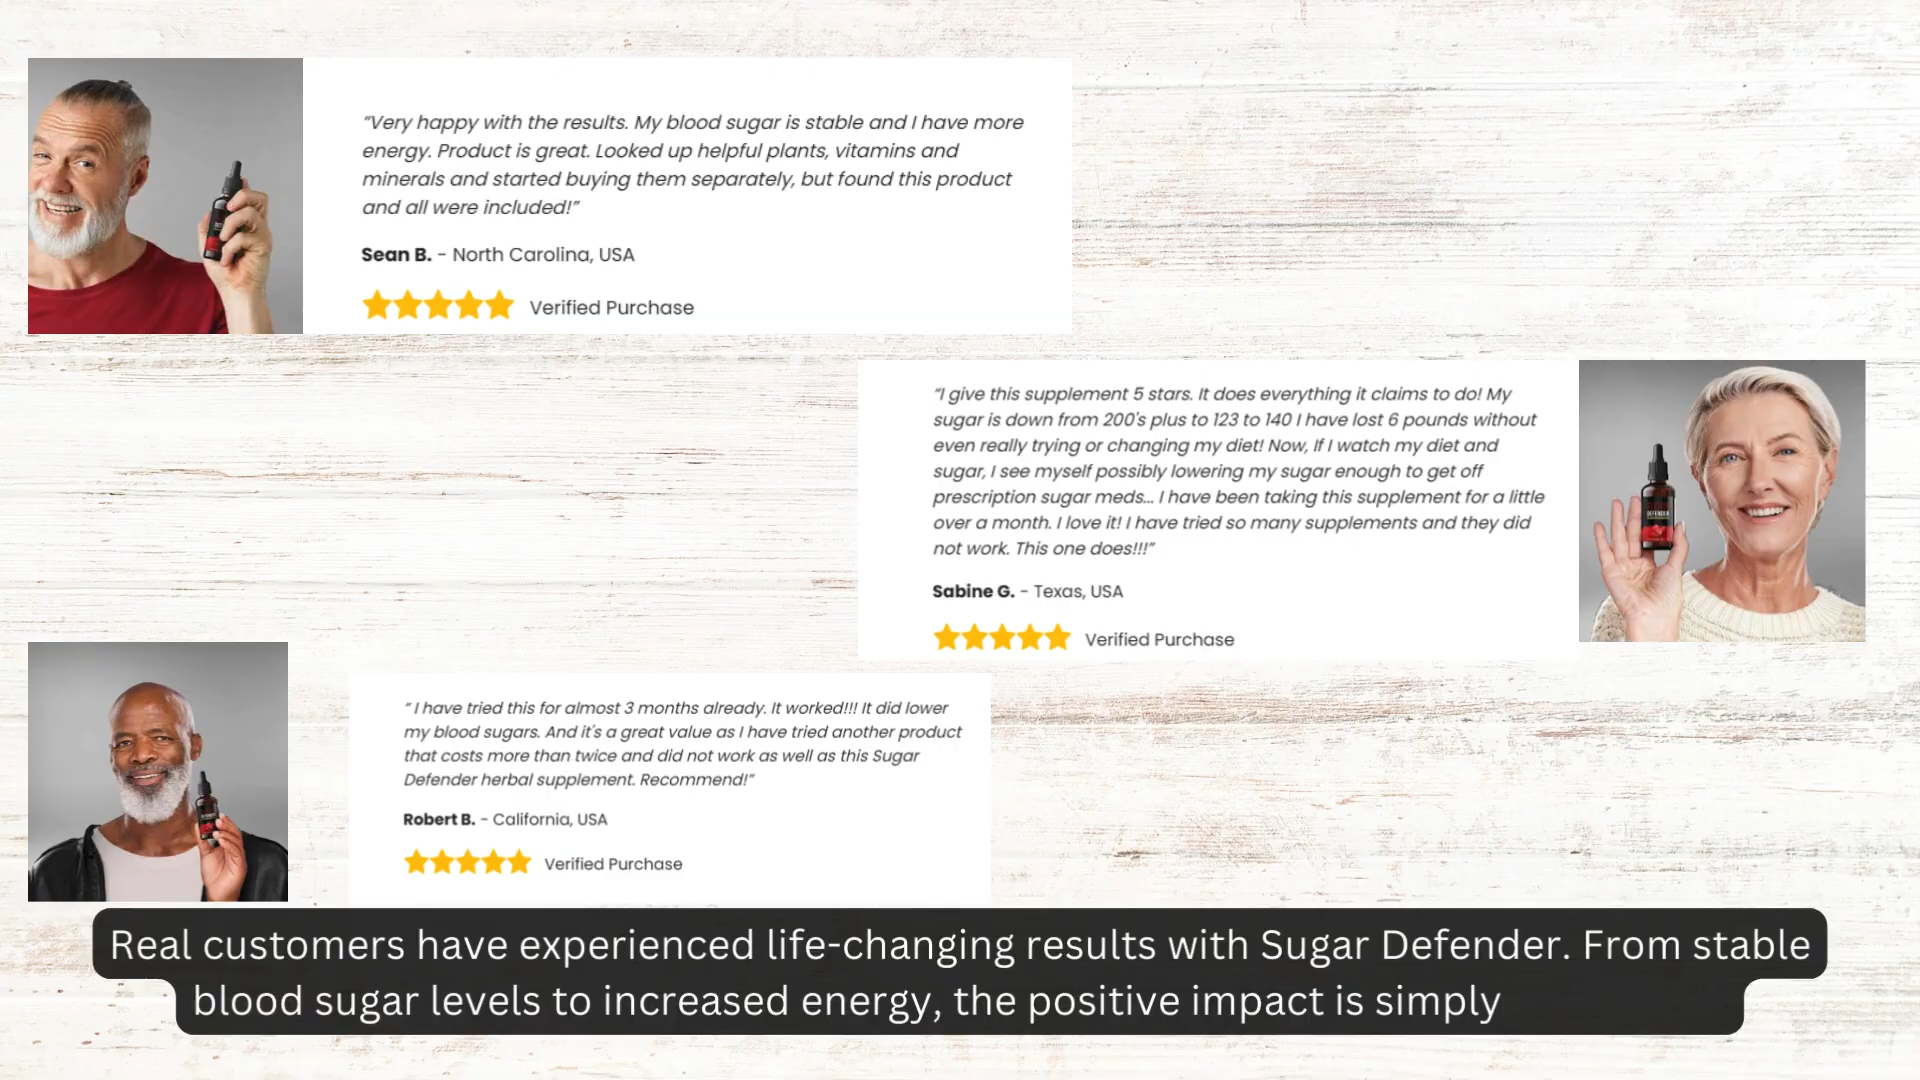 “Very happy with the results. My blood sugar is stable and I have more
energy. Product is great. Looked up helpful plants, vitamins and
minerals and started buying them separately, but found this product
and all were included!”
Sean B. - North Carolina, USA
Verified Purchase
“I give this supplement 5 stars. It does everything it claims to do! My
sugar is down from 200's plus to 123 to 140 I have lost 6 pounds without
even really trying or changing my diet! Now, If I watch my diet and
sugar, I see myself possibly lowering my sugar enough to get off
prescription sugar meds... I have been taking this supplement for a little
over a month. I love it! I have tried so many supplements and they did
not work. This one does!!!”
Sabine G. - Texas, USA
Verified Purchase
DEFENDER
“ I have tried this for almost 3 months already. It worked!!! It did lower
my blood sugars. And it's a great value as I have tried another product
that costs more than twice and did not work as well as this Sugar
Defender herbal supplement. Recommend!”
Robert B. - California, USA
Verified Purchase
Real customers have experienced life-changing results with Sugar Defender. From stable
blood sugar levels to increased energy, the positive impact is simply